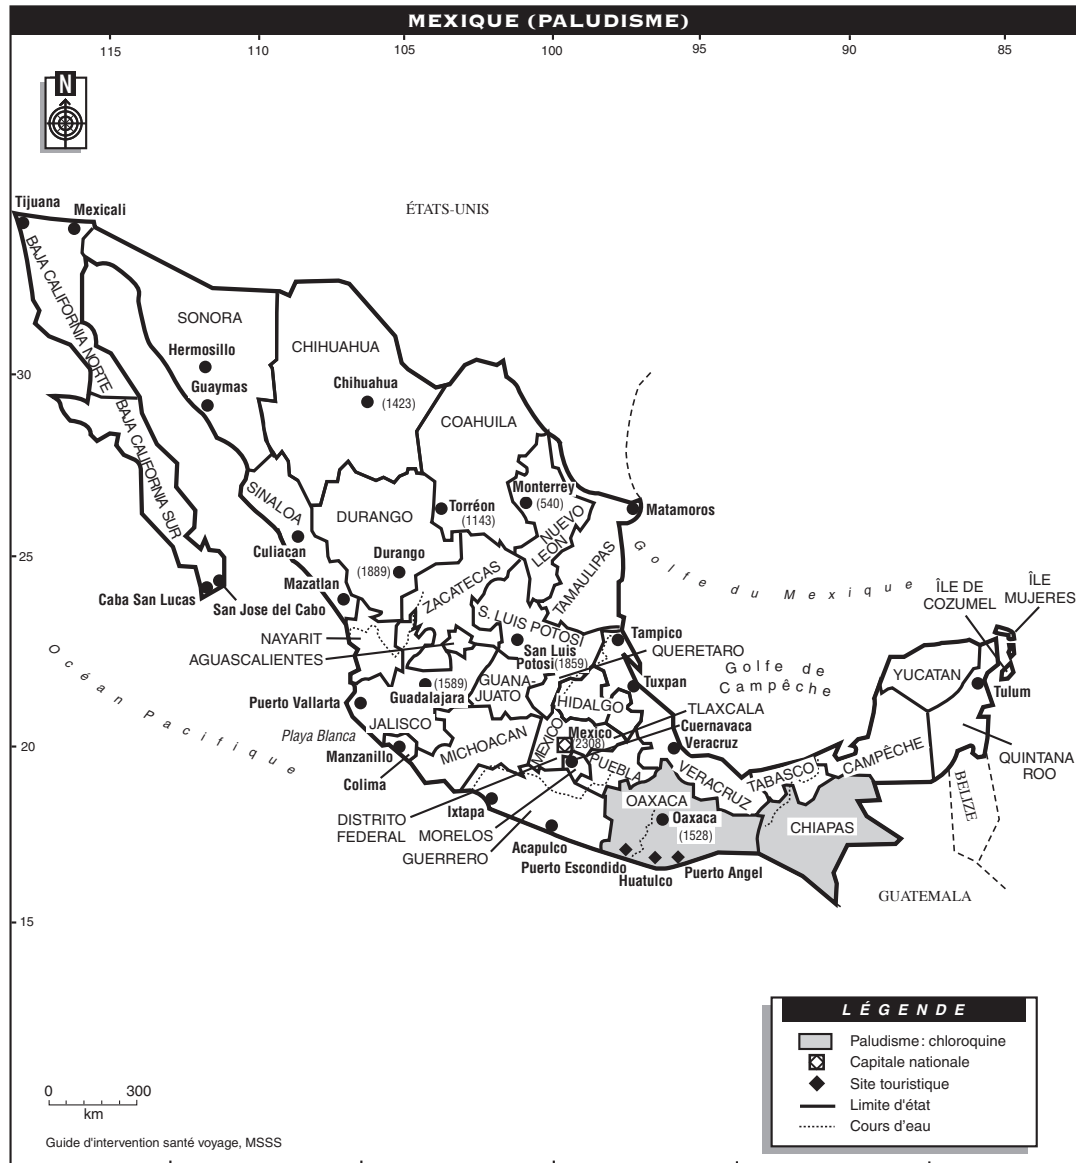 MEXIQUE (PALUDISME)
115 110 105 100 95 90 85
N
Tijuana
Mexicali
ÉTATS-UNIS
BAJA CALIFORNIA NORTE
SONORA
Hermosillo
Guaymas
CHIHUAHUA
Chihuahua
(1423)
30
BAJA CALIFORNIA SUR
COAHUILA
SINALOA
Culiacan
DURANGO
Torréon
(1143)
Monterrey
(540)
NUEVO
LEÓN
Matamoros
25
Durango
(1889)
Mazatlan
ZACATECAS
TAMAULIPAS
Golfe du Mexique
Caba San Lucas
San Jose del Cabo
NAYARIT
AGUASCALIENTES
S. LUIS POTOSI
San Luis
Potosi (1859)
Tampico
QUERETARO
ÎLE DE
COZUMEL
ÎLE
MUJERES
Océan Pacifique
(1589)
Guadalajara
GUANA-
JUATO
Tuxpan
Golfe de
Campêche
YUCATAN
Tulum
Puerto Vallarta
HIDALGO
TLAXCALA
Cuernavaca
JALISCO
Playa Blanca
MICHOACAN
MEXICO
Mexico
(2308)
Veracruz
20
Manzanillo
Colima
PUEBLA
VERACRUZ
TABASCO
CAMPÊCHE
QUINTANA
ROO
BELIZE
Ixtapa
DISTRITO
FEDERAL
MORELOS
GUERRERO
Acapulco
OAXACA
Oaxaca
(1528)
CHIAPAS
Puerto Escondido
Huatulco
Puerto Angel
GUATEMALA
15
LÉGENDE
Paludisme : chloroquine
Capitale nationale
Site touristique
Limite d'état
Cours d'eau
0 300
km
Guide d'intervention santé voyage, MSSS